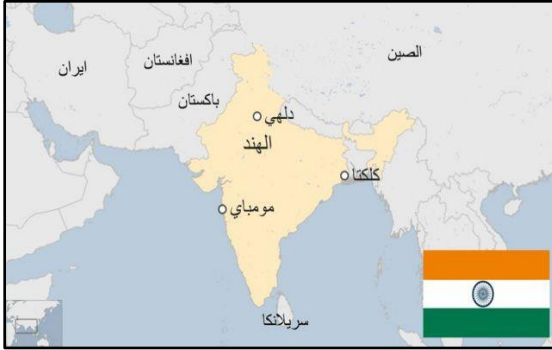 الصين
افغانستان
ايران
باكستان
دلهي
الهند
كلكتا
مومباي
سريلانكا